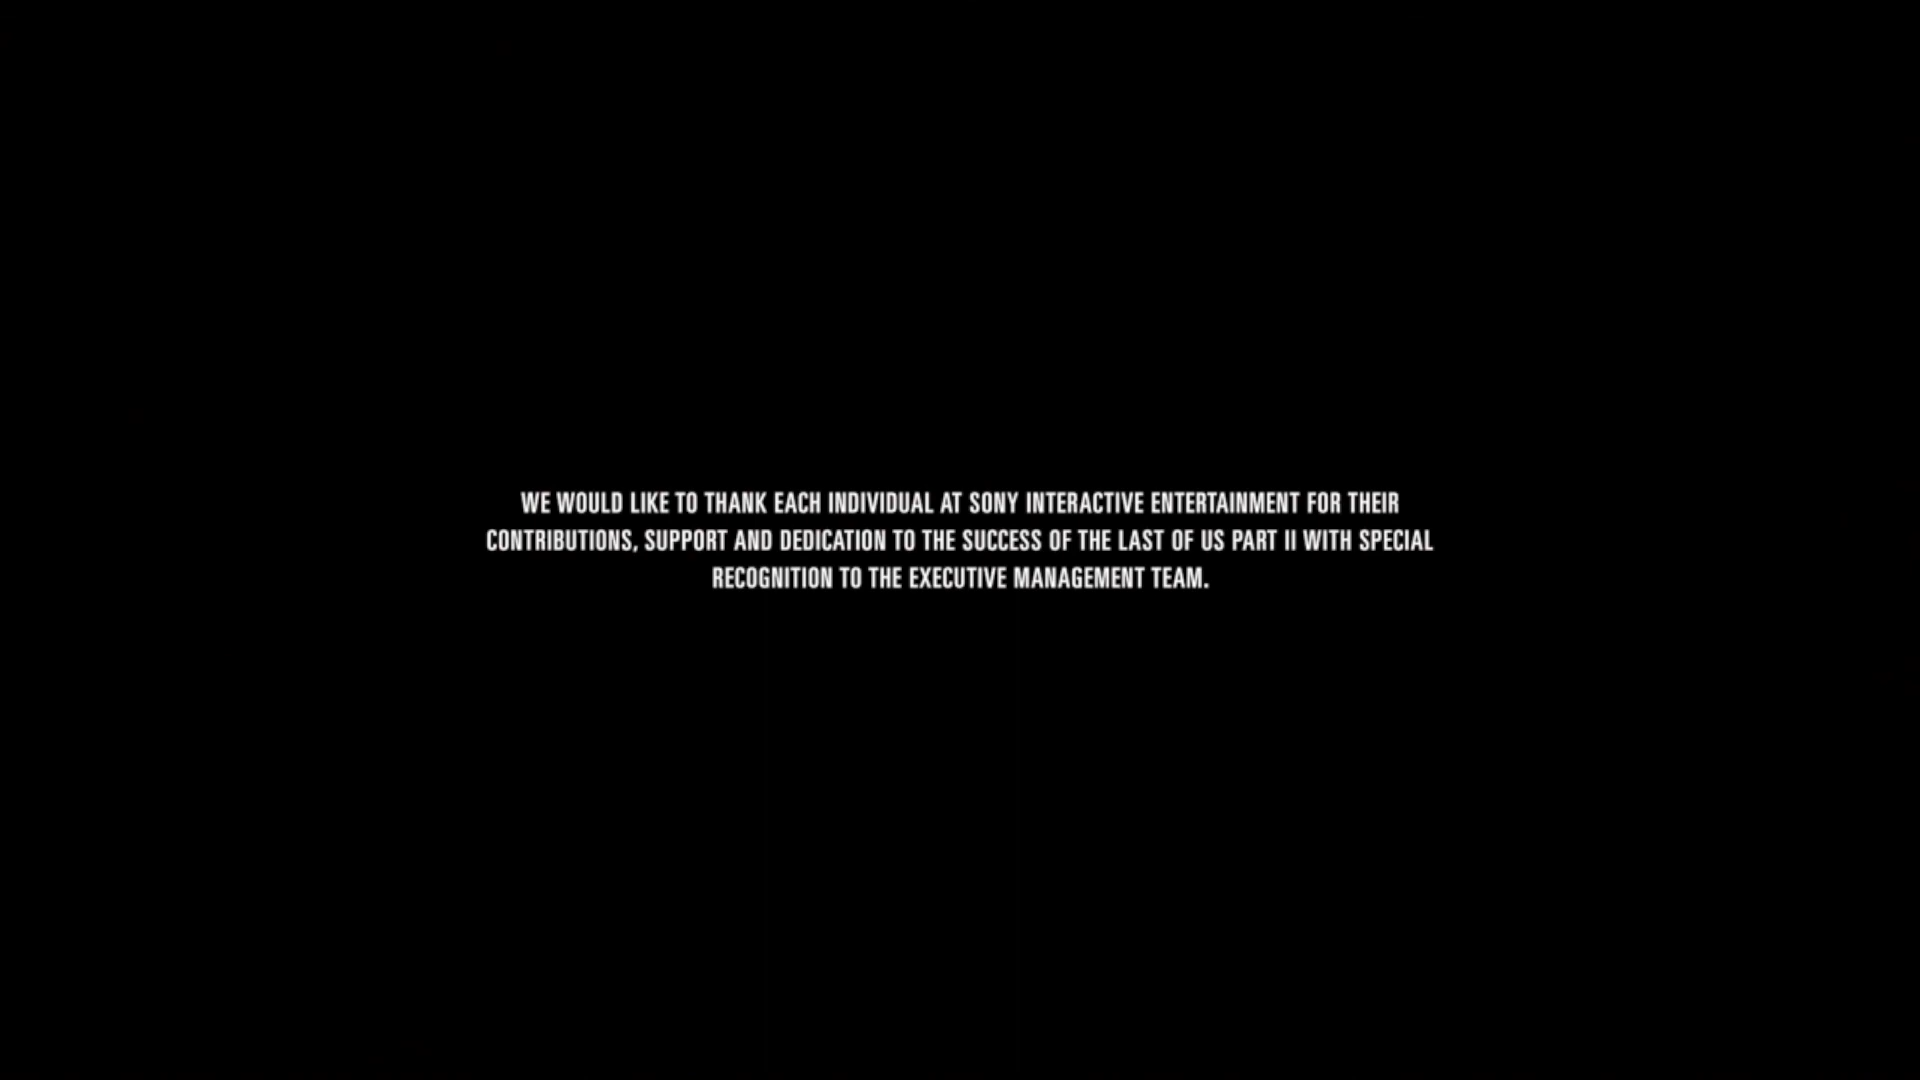 WE WOULD LIKE TO THANK EACH INDIVIDUAL AT SONY INTERACTIVE ENTERTAINMENT FOR THEIR
CONTRIBUTIONS, SUPPORT AND DEDICATION TO THE SUCCESS OF THE LAST OF US PART II WITH SPECIAL
RECOGNITION TO THE EXECUTIVE MANAGEMENT TEAM.